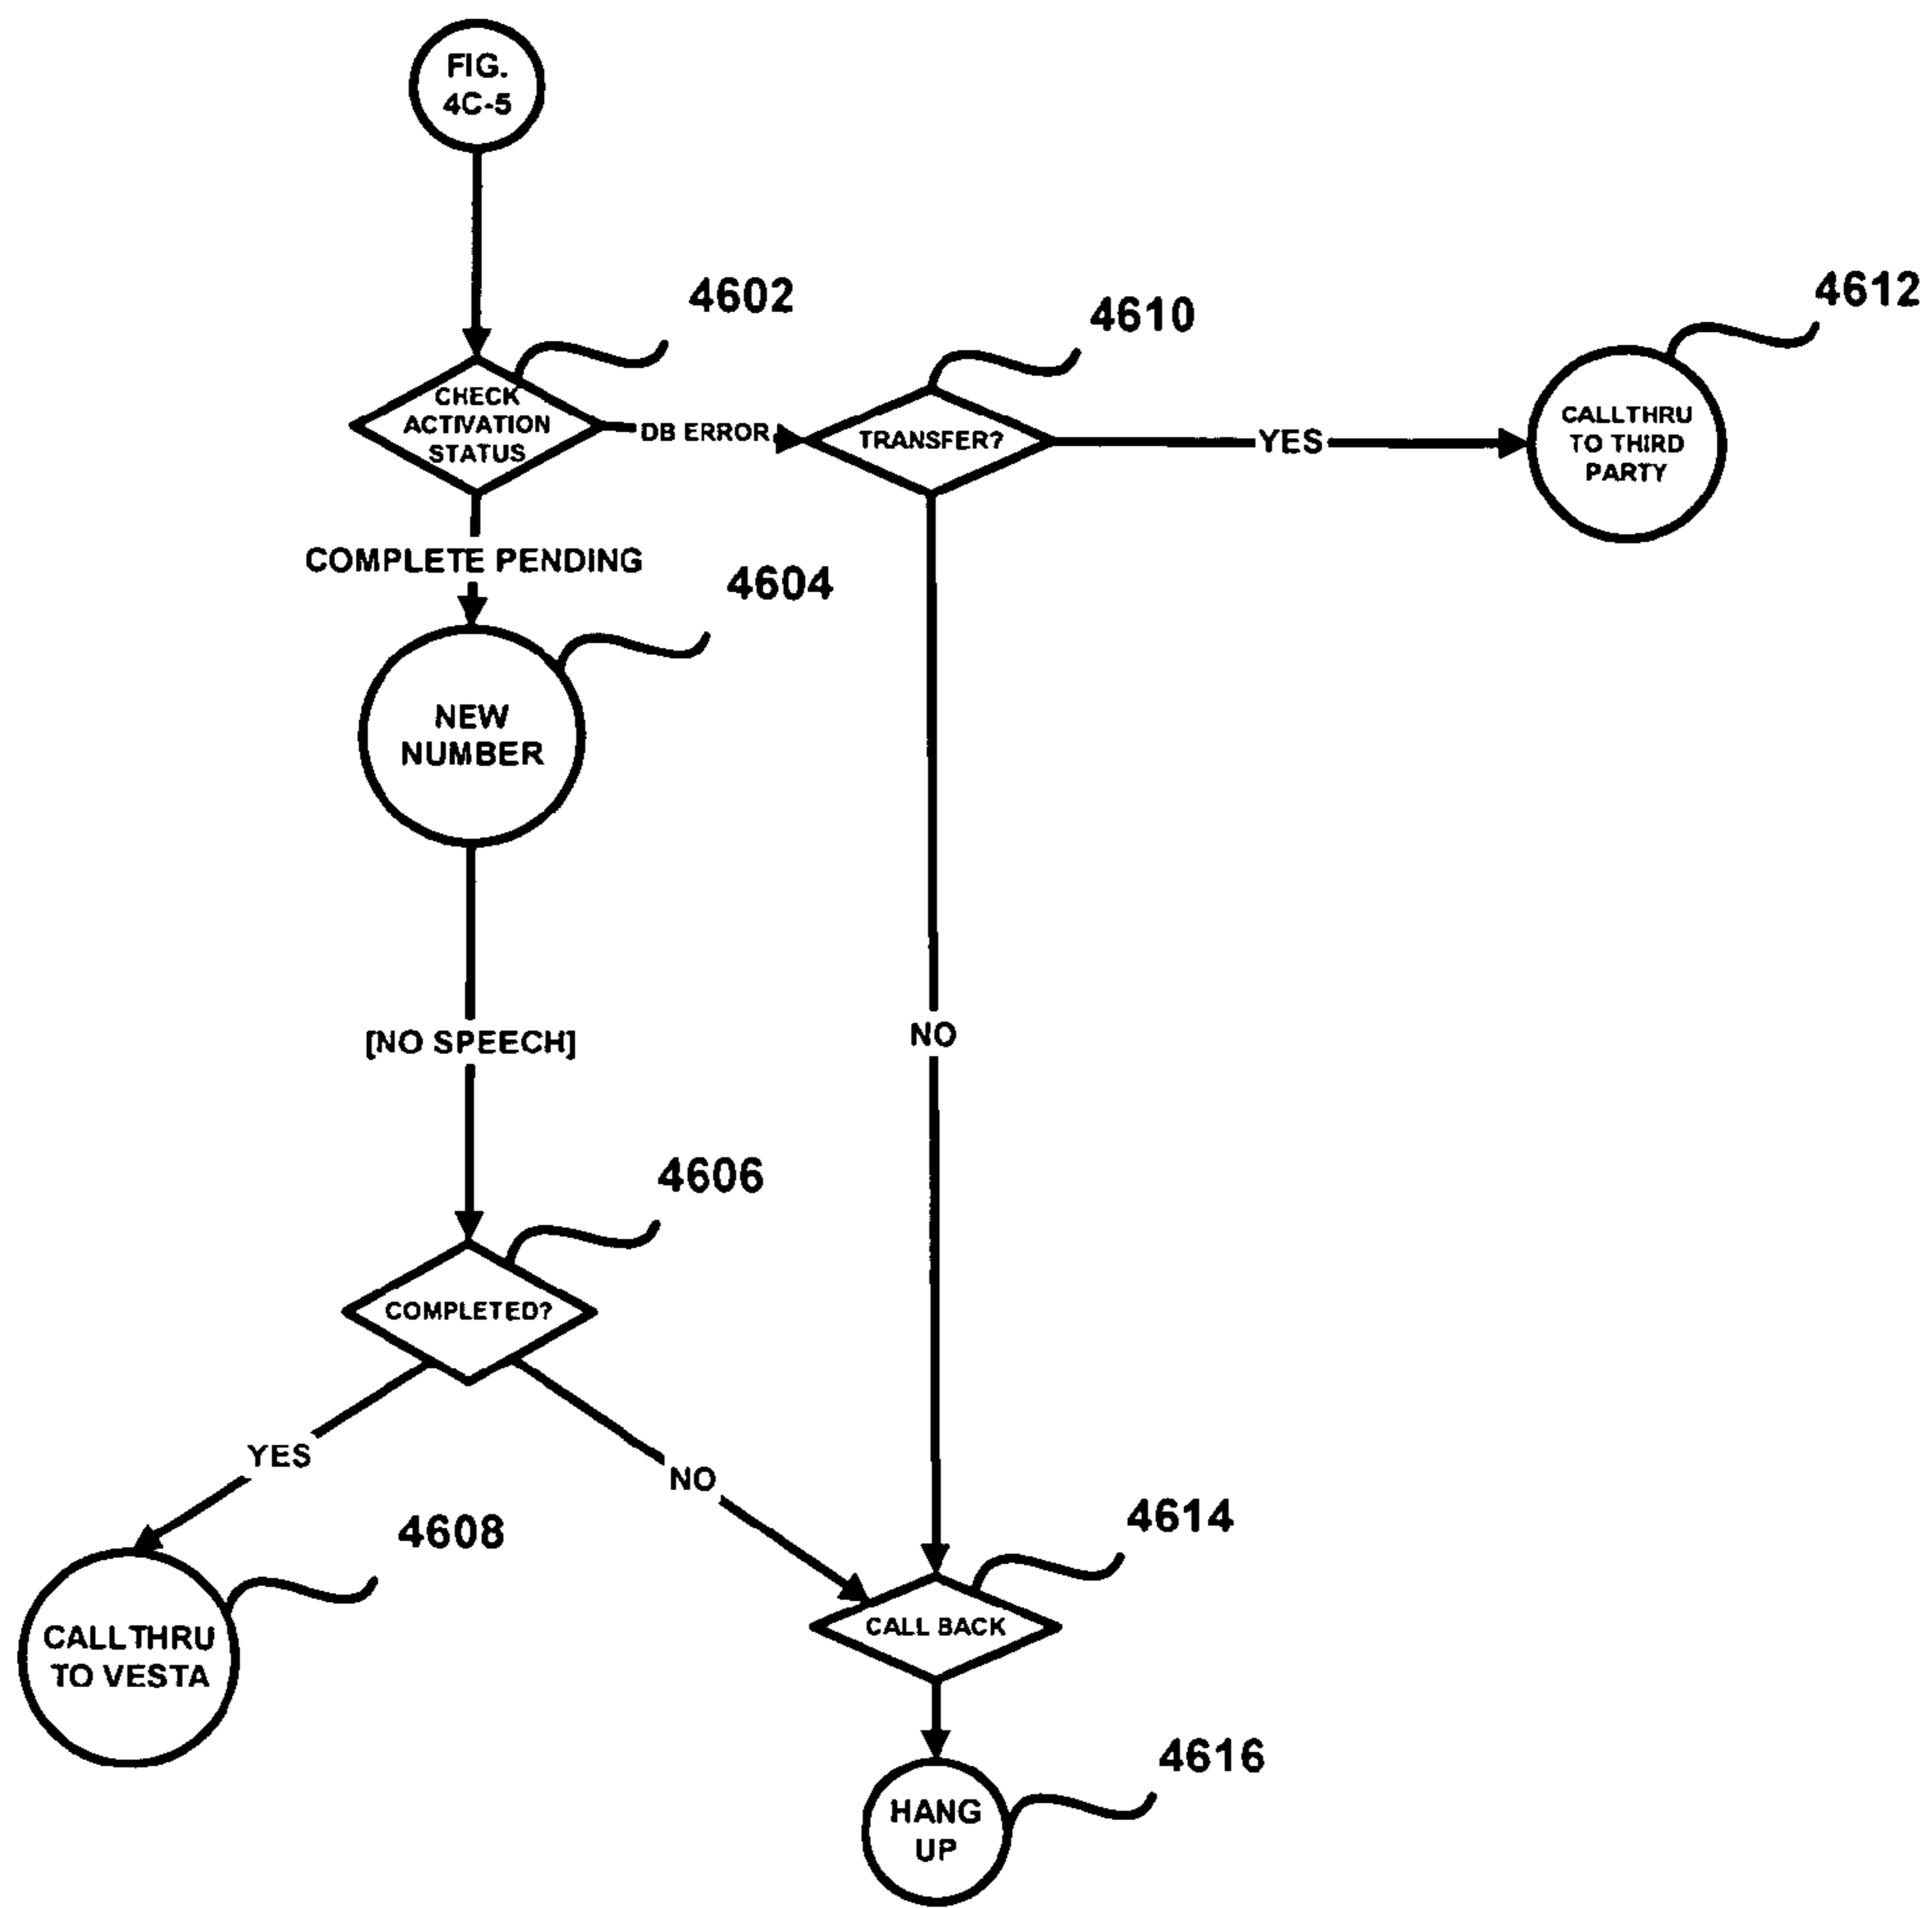 FIG.
4C-5
4602
4610
4612
CHECK
ACTIVATION
STATUS
DB ERROR
TRANSFER?
YES
CALLTHRU
TO THIRD
PARTY
COMPLETE PENDING
4604
NEW
NUMBER
[NO SPEECH]
NO
4606
COMPLETED?
YES
NO
4608
4614
CALLTHRU
TO VESTA
CALL BACK
4616
HANG
UP